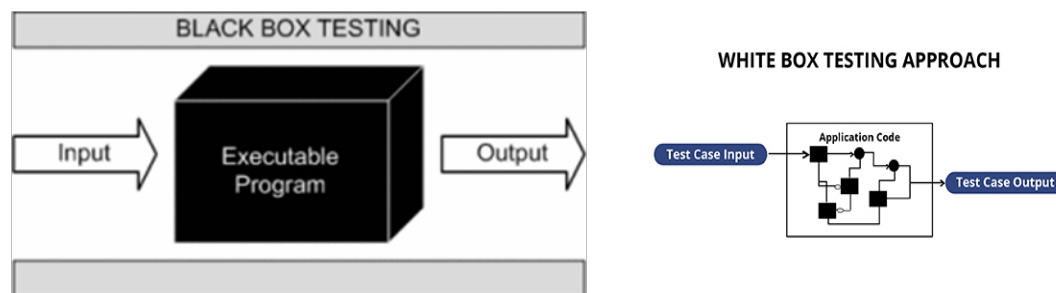 BLACK BOX TESTING
Input
Executable
Program
Output
WHITE BOX TESTING APPROACH
Application Code
Test Case Input
Test Case Output